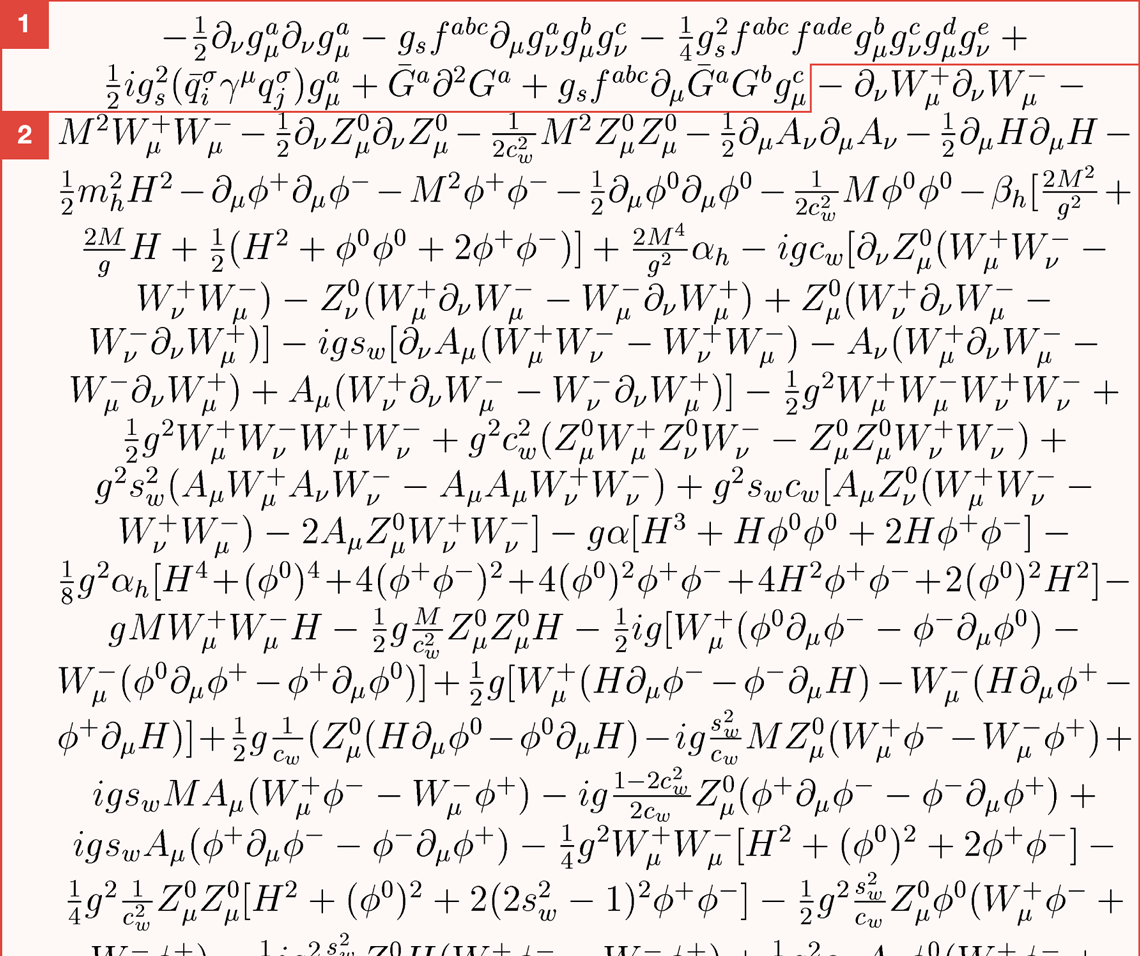 1
$-\frac{1}{2}\partial_\nu g^a_\mu \partial_\nu g^a_\mu - g_s f^{abc} \partial_\mu g^a_\nu g^b_\mu g^c_\nu - \frac{1}{4} g_s^2 f^{abc} f^{ade} g^b_\mu g^c_\nu g^d_\mu g^e_\nu +$
$\frac{1}{2} i g_s^2 (\bar{q}^\sigma_i \gamma^\mu q^\sigma_j) g^a_\mu + \bar{G}^a \partial^2 G^a + g_s f^{abc} \partial_\mu \bar{G}^a G^b g^c_\mu - \partial_\nu W^+_\mu \partial_\nu W^-_\mu -$
2
$M^2 W^+_\mu W^-_\mu - \frac{1}{2} \partial_\nu Z^0_\mu \partial_\nu Z^0_\mu - \frac{1}{2c_w^2} M^2 Z^0_\mu Z^0_\mu - \frac{1}{2} \partial_\mu A_\nu \partial_\mu A_\nu - \frac{1}{2} \partial_\mu H \partial_\mu H -$
$\frac{1}{2} m_h^2 H^2 - \partial_\mu \phi^+ \partial_\mu \phi^- - M^2 \phi^+ \phi^- - \frac{1}{2} \partial_\mu \phi^0 \partial_\mu \phi^0 - \frac{1}{2c_w^2} M \phi^0 \phi^0 - \beta_h [\frac{2M^2}{g^2} +$
$\frac{2M}{g} H + \frac{1}{2} (H^2 + \phi^0 \phi^0 + 2\phi^+ \phi^-)] + \frac{2M^4}{g^2} \alpha_h - igc_w [\partial_\nu Z^0_\mu (W^+_\mu W^-_\nu -$
$W^+_\nu W^-_\mu) - Z^0_\nu (W^+_\mu \partial_\nu W^-_\mu - W^-_\mu \partial_\nu W^+_\mu) + Z^0_\mu (W^+_\nu \partial_\nu W^-_\mu -$
$W^-_\nu \partial_\nu W^+_\mu)] - igs_w [\partial_\nu A_\mu (W^+_\mu W^-_\nu - W^+_\nu W^-_\mu) - A_\nu (W^+_\mu \partial_\nu W^-_\mu -$
$W^-_\mu \partial_\nu W^+_\mu) + A_\mu (W^+_\nu \partial_\nu W^-_\mu - W^-_\nu \partial_\nu W^+_\mu)] - \frac{1}{2} g^2 W^+_\mu W^-_\mu W^+_\nu W^-_\nu +$
$\frac{1}{2} g^2 W^+_\mu W^-_\nu W^+_\mu W^-_\nu + g^2 c_w^2 (Z^0_\mu W^+_\mu Z^0_\nu W^-_\nu - Z^0_\mu Z^0_\mu W^+_\nu W^-_\nu) +$
$g^2 s_w^2 (A_\mu W^+_\mu A_\nu W^-_\nu - A_\mu A_\mu W^+_\nu W^-_\nu) + g^2 s_w c_w [A_\mu Z^0_\nu (W^+_\mu W^-_\nu -$
$W^+_\nu W^-_\mu) - 2A_\mu Z^0_\mu W^+_\nu W^-_\nu] - g\alpha [H^3 + H\phi^0 \phi^0 + 2H\phi^+ \phi^-] -$
$\frac{1}{8} g^2 \alpha_h [H^4 + (\phi^0)^4 + 4(\phi^+ \phi^-)^2 + 4(\phi^0)^2 \phi^+ \phi^- + 4H^2 \phi^+ \phi^- + 2(\phi^0)^2 H^2] -$
$gM W^+_\mu W^-_\mu H - \frac{1}{2} g \frac{M}{c_w^2} Z^0_\mu Z^0_\mu H - \frac{1}{2} ig [W^+_\mu (\phi^0 \partial_\mu \phi^- - \phi^- \partial_\mu \phi^0) -$
$W^-_\mu (\phi^0 \partial_\mu \phi^+ - \phi^+ \partial_\mu \phi^0)] + \frac{1}{2} g [W^+_\mu (H \partial_\mu \phi^- - \phi^- \partial_\mu H) - W^-_\mu (H \partial_\mu \phi^+ -$
$\phi^+ \partial_\mu H)] + \frac{1}{2} g \frac{1}{c_w} (Z^0_\mu (H \partial_\mu \phi^0 - \phi^0 \partial_\mu H) - ig \frac{s_w^2}{c_w} M Z^0_\mu (W^+_\mu \phi^- - W^-_\mu \phi^+) +$
$igs_w M A_\mu (W^+_\mu \phi^- - W^-_\mu \phi^+) - ig \frac{1-2c_w^2}{2c_w} Z^0_\mu (\phi^+ \partial_\mu \phi^- - \phi^- \partial_\mu \phi^+) +$
$igs_w A_\mu (\phi^+ \partial_\mu \phi^- - \phi^- \partial_\mu \phi^+) - \frac{1}{4} g^2 W^+_\mu W^-_\mu [H^2 + (\phi^0)^2 + 2\phi^+ \phi^-] -$
$\frac{1}{4} g^2 \frac{1}{c_w^2} Z^0_\mu Z^0_\mu [H^2 + (\phi^0)^2 + 2(2s_w^2 - 1)^2 \phi^+ \phi^-] - \frac{1}{2} g^2 \frac{s_w^2}{c_w} Z^0_\mu \phi^0 (W^+_\mu \phi^- +$